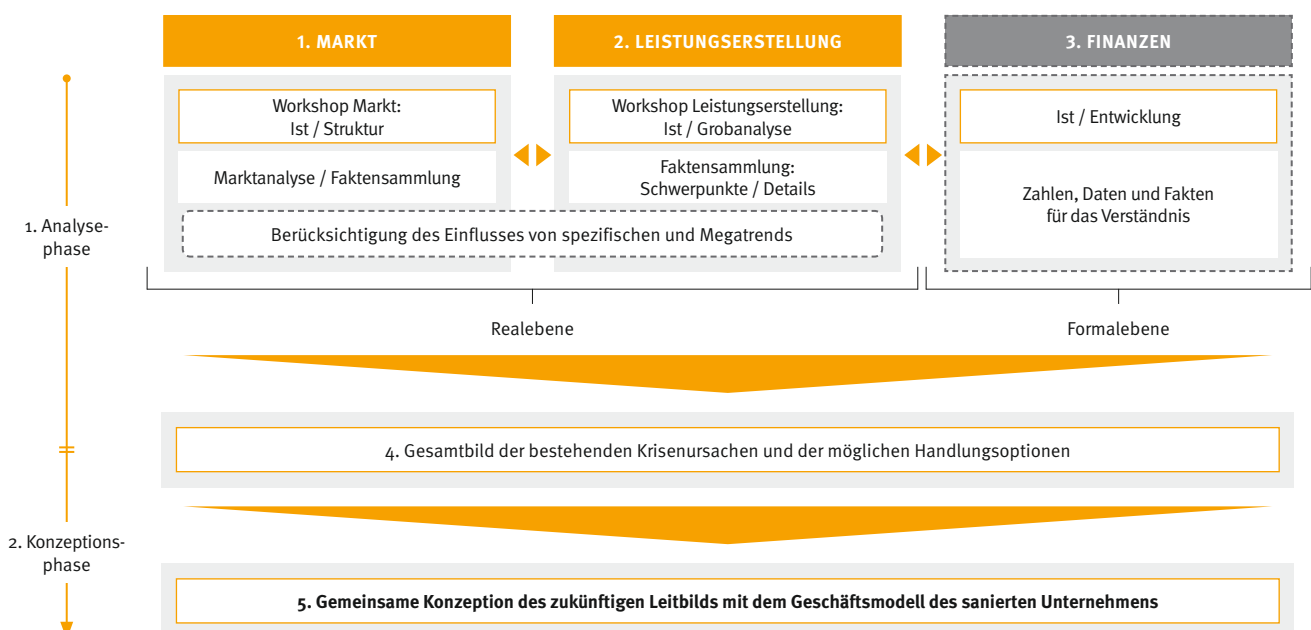 1. MARKT
2. LEISTUNGSERSTELLUNG
3. FINANZEN
Workshop Markt:
Ist / Struktur
Workshop Leistungserstellung:
Ist / Grobanalyse
Ist / Entwicklung
Marktanalyse / Faktensammlung
Faktensammlung:
Schwerpunkte / Details
Zahlen, Daten und Fakten
für das Verständnis
Berücksichtigung des Einflusses von spezifischen und Megatrends
1. Analyse-
phase
Realebene
Formalebene
4. Gesamtbild der bestehenden Krisenursachen und der möglichen Handlungsoptionen
2. Konzeptions-
phase
5. Gemeinsame Konzeption des zukünftigen Leitbilds mit dem Geschäftsmodell des sanierten Unternehmens